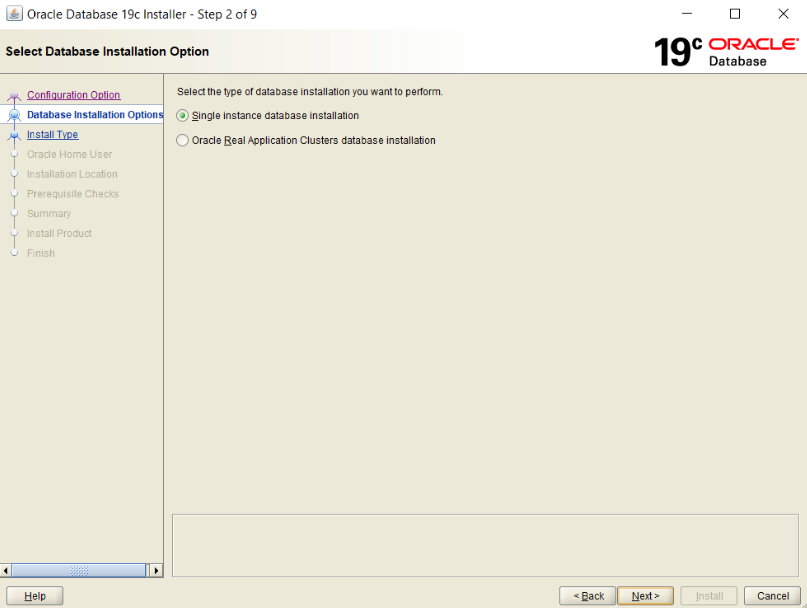 Oracle Database 19c Installer - Step 2 of 9
Select Database Installation Option
19c ORACLE
Database
Configuration Option
Database Installation Options
Install Type
Oracle Home User
Installation Location
Prerequisite Checks
Summary
Install Product
Finish
Select the type of database installation you want to perform.
Single instance database installation
Oracle Real Application Clusters database installation
Help
< Back
Next >
Install
Cancel